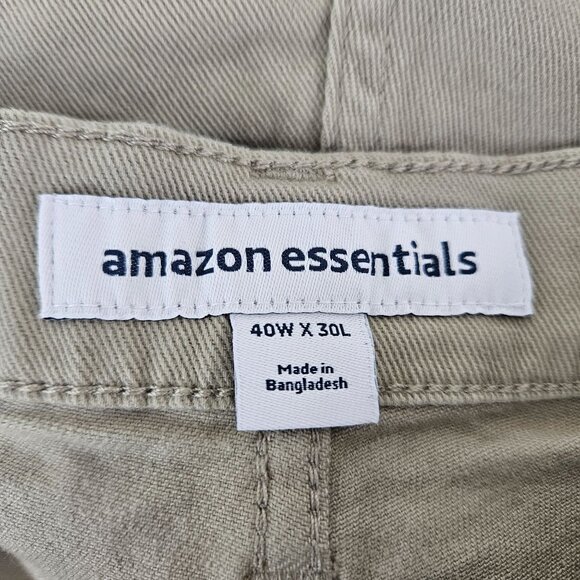 amazon essentials
40W X 30L
Made in
Bangladesh